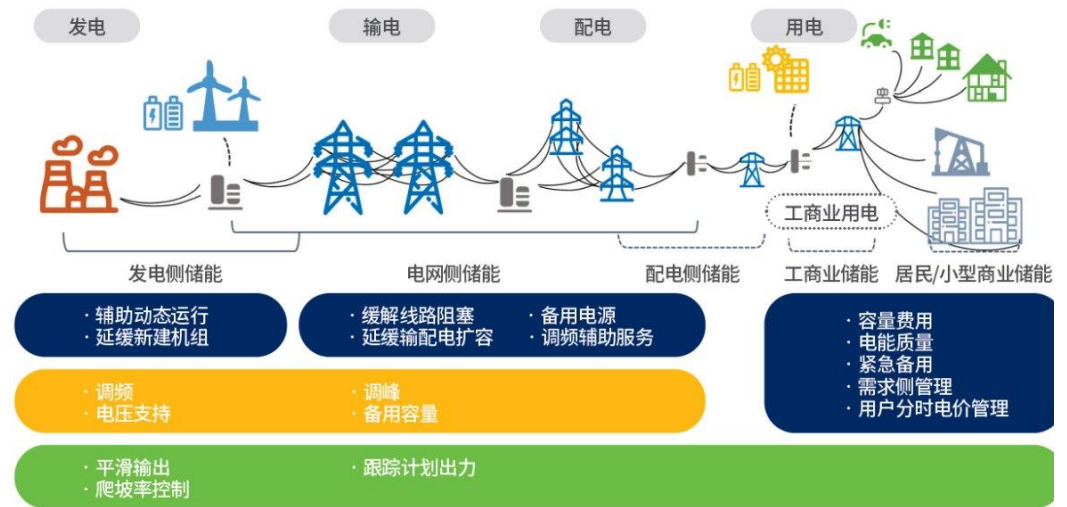 发电
输电
配电
用电
工商业用电
发电侧储能
电网侧储能
配电侧储能
工商业储能
居民/小型商业储能
· 辅助动态运行
· 延缓新建机组
· 缓解线路阻塞
· 延缓输配电扩容
· 备用电源
· 调频辅助服务
· 容量费用
· 电能质量
· 紧急备用
· 需求侧管理
· 用户分时电价管理
· 调频
· 电压支持
· 调峰
· 备用容量
· 平滑输出
· 爬坡率控制
· 跟踪计划出力